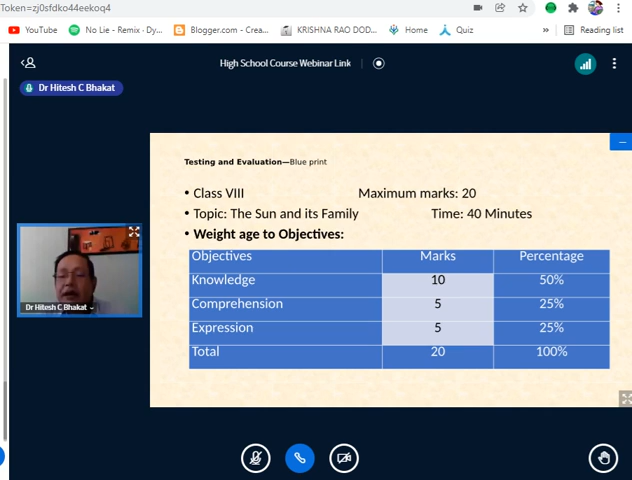 Token=zj0sfdko44eekoq4
YouTube No Lie - Remix · Dy... Blogger.com - Crea... KRISHNA RAO DOD... Home Quiz » Reading list
High School Course Webinar Link
Dr Hitesh C Bhakat
Testing and Evaluation—Blue print
• Class VIII Maximum marks: 20
• Topic: The Sun and its Family Time: 40 Minutes
• Weight age to Objectives:
Objectives Marks Percentage
Knowledge 10 50%
Comprehension 5 25%
Expression 5 25%
Total 20 100%
Dr Hitesh C Bhakat